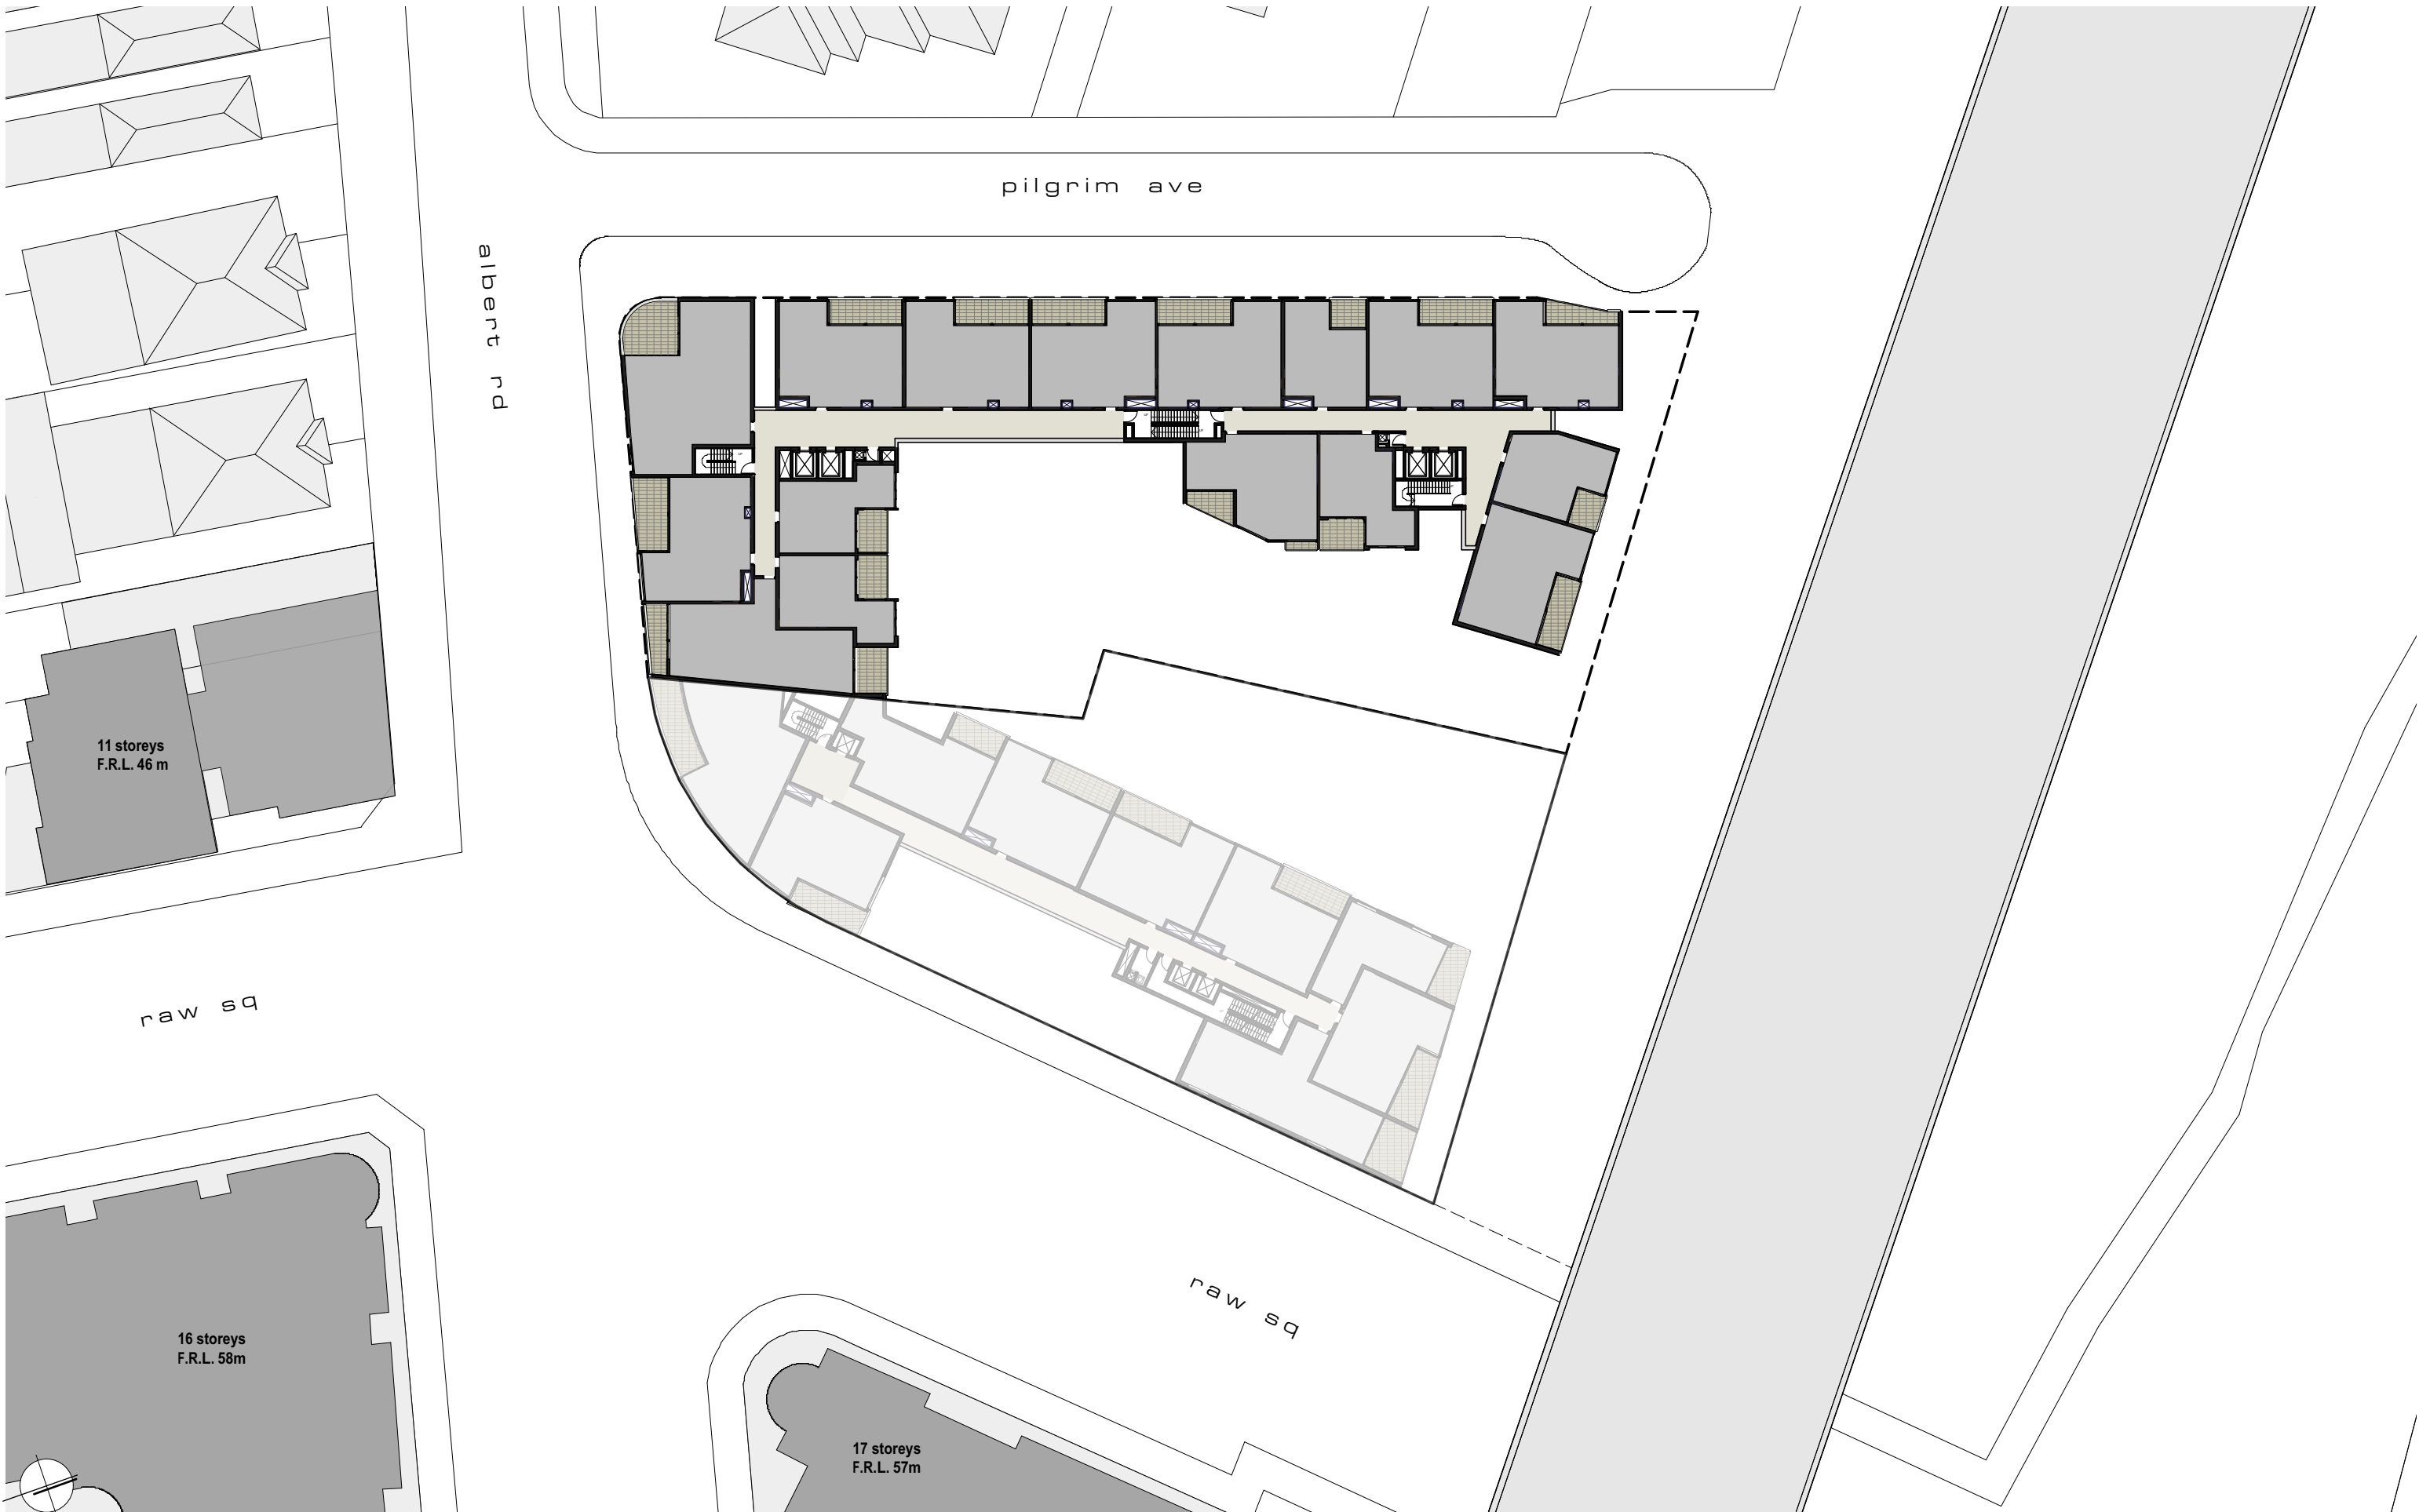 pilgrim ave
albert rd
11 storeys
F.R.L. 46 m
raw sq
raw sq
16 storeys
F.R.L. 58m
17 storeys
F.R.L. 57m